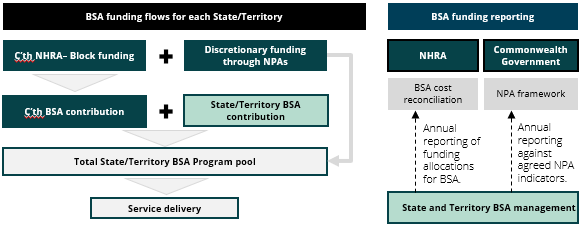 BSA funding flows for each State/Territory
C'th NHRA– Block funding
+
Discretionary funding
through NPAs
C'th BSA contribution
+
State/Territory BSA
contribution
Total State/Territory BSA Program pool
Service delivery
BSA funding reporting
NHRA
Commonwealth
Government
BSA cost
reconciliation
NPA framework
Annual
reporting of
funding
allocations
for BSA.
Annual
reporting
against
agreed NPA
indicators.
State and Territory BSA management